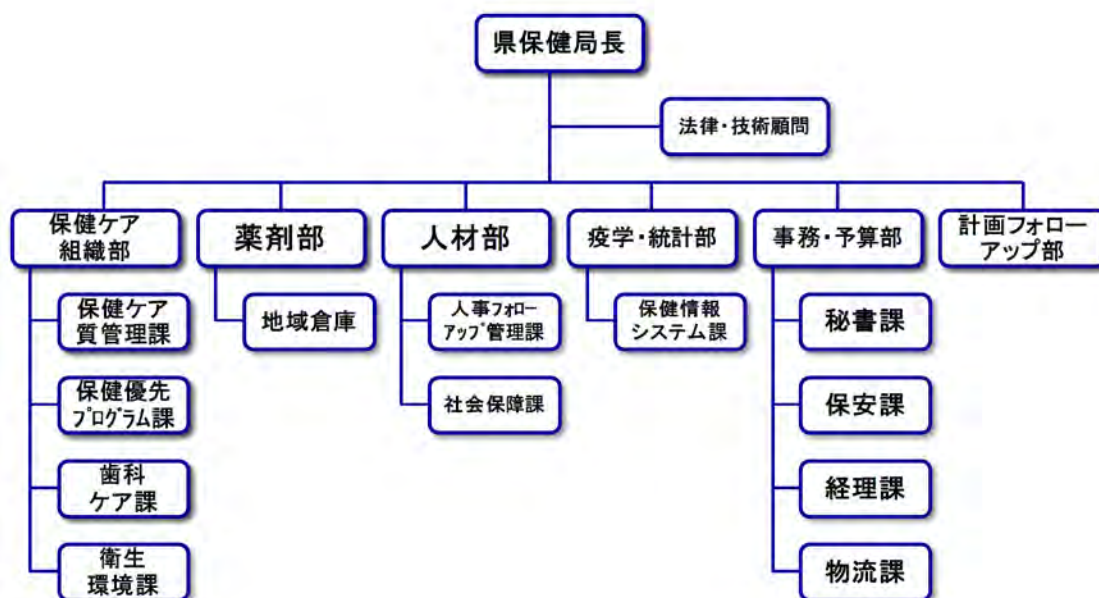 県保健局長
法律・技術顧問
保健ケア
組織部
薬剤部
人材部
疫学・統計部
事務・予算部
計画フォロー
アップ部
保健ケア
質管理課
保健優先
プログラム課
歯科
ケア課
衛生
環境課
地域倉庫
人事フォロー
アップ管理課
社会保障課
保健情報
システム課
秘書課
保安課
経理課
物流課